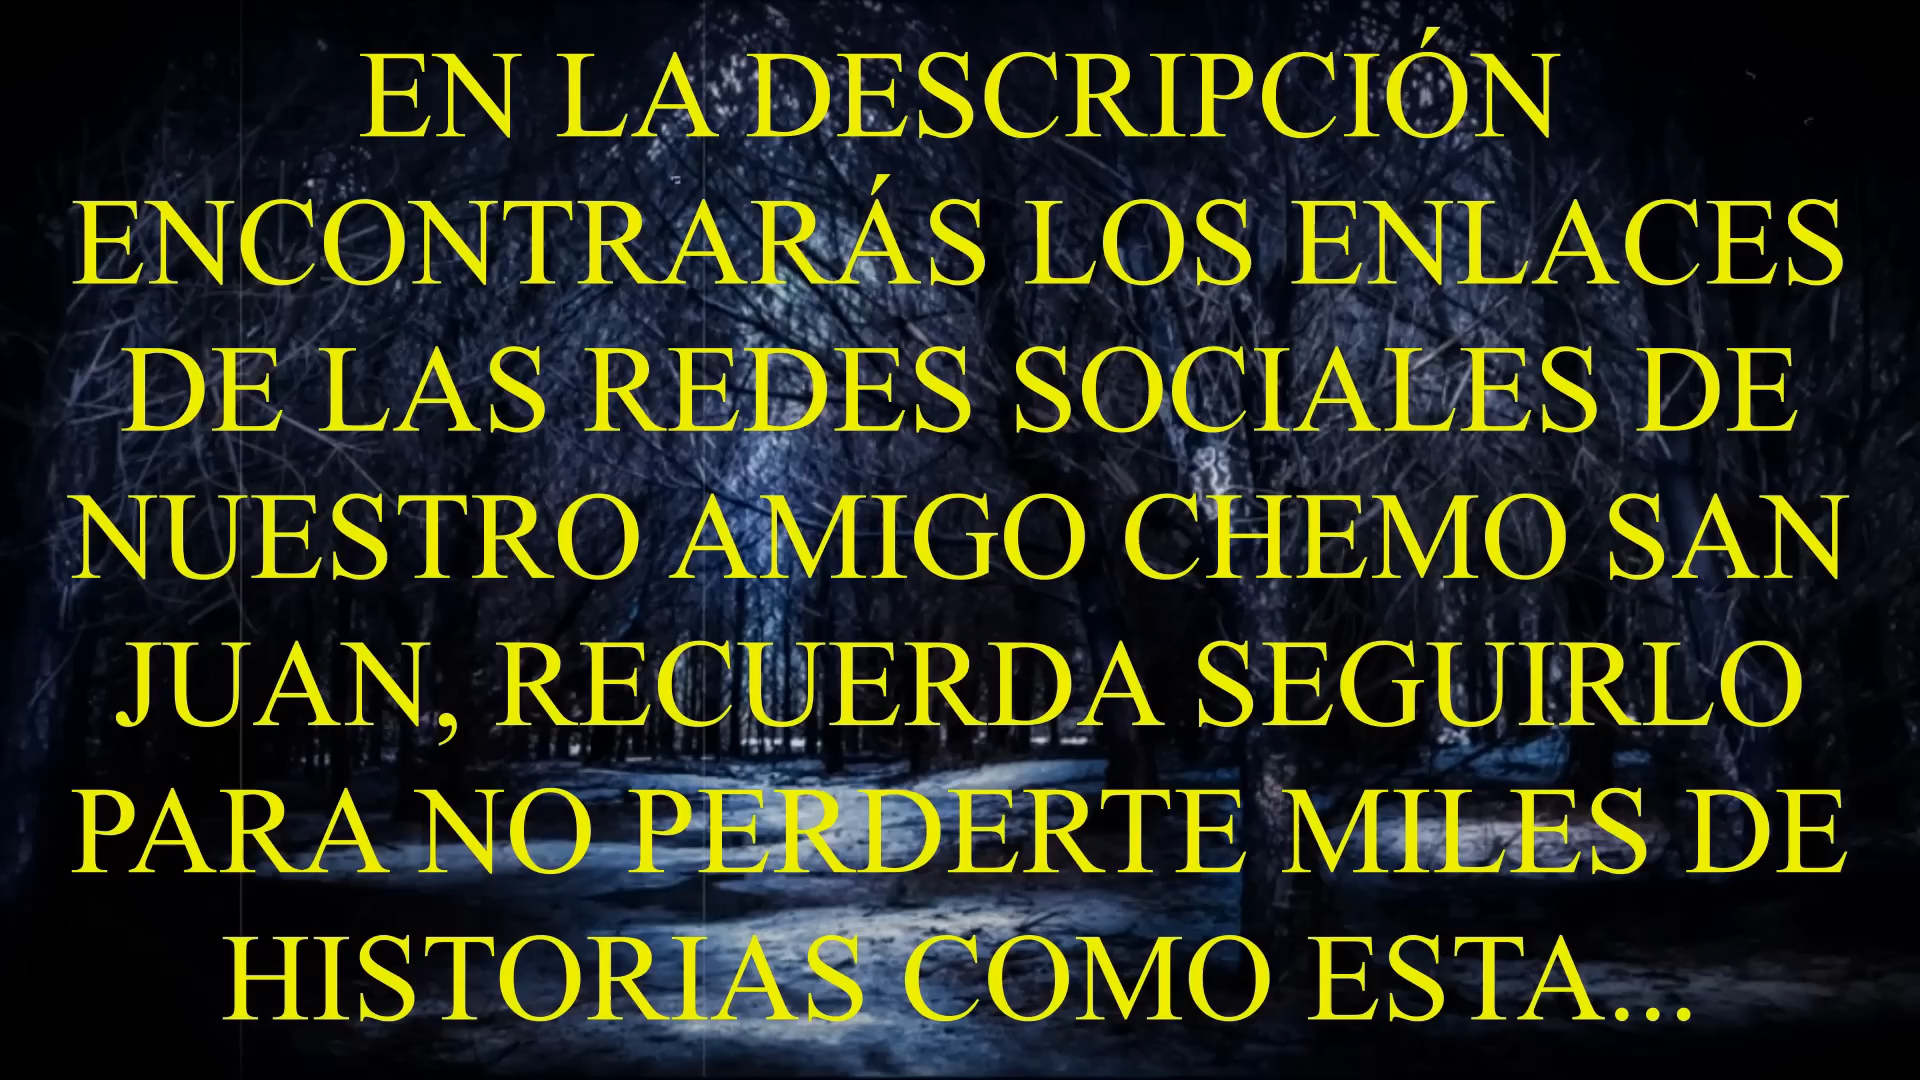 EN LA DESCRIPCIÓN
ENCONTRARÁS LOS ENLACES
DE LAS REDES SOCIALES DE
NUESTRO AMIGO CHEMO SAN
JUAN, RECUERDA SEGUIRLO
PARA NO PERDERTE MILES DE
HISTORIAS COMO ESTA...